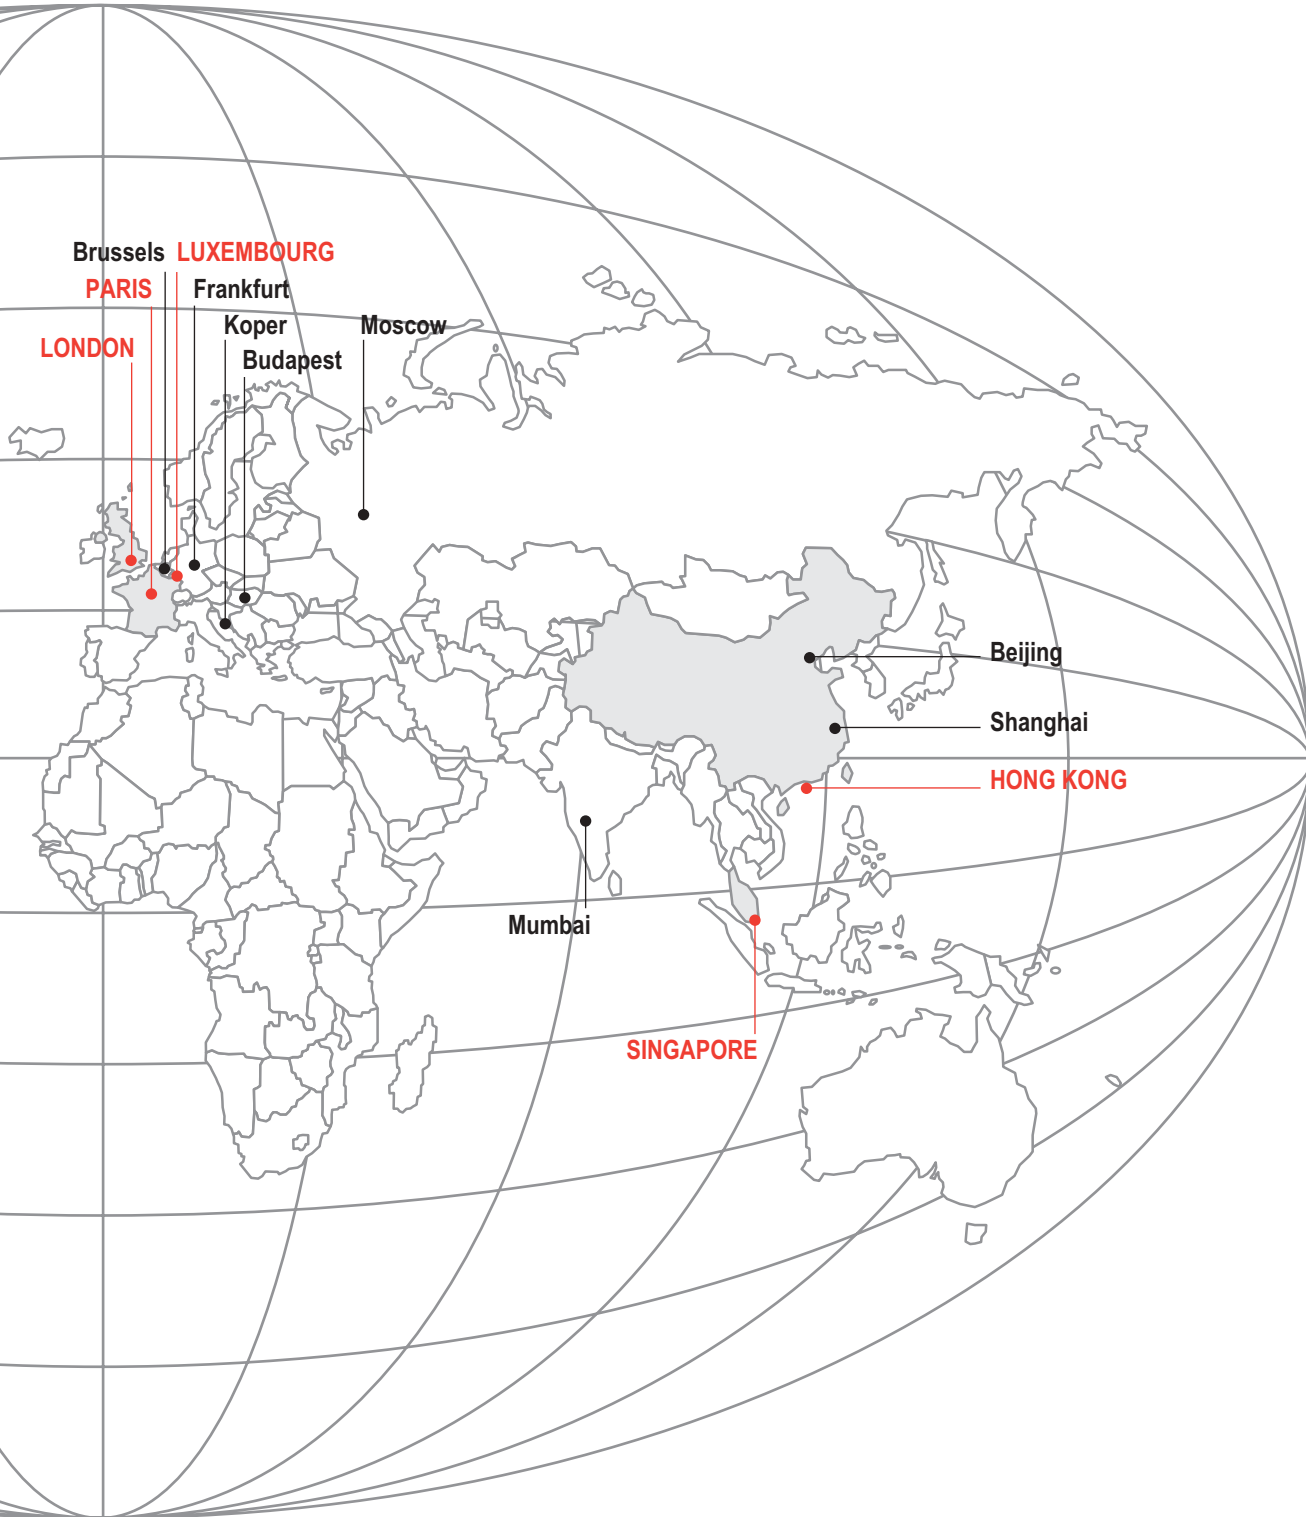 Brussels LUXEMBOURG
PARIS Frankfurt
Koper Moscow
LONDON
Budapest
Beijing
Shanghai
HONG KONG
Mumbai
SINGAPORE